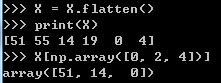 >>> X = X.flatten()
>>> print(X)
[51 55 14 19  0  4]
>>> X[np.array([0, 2, 4])]
array([51, 14,  0])